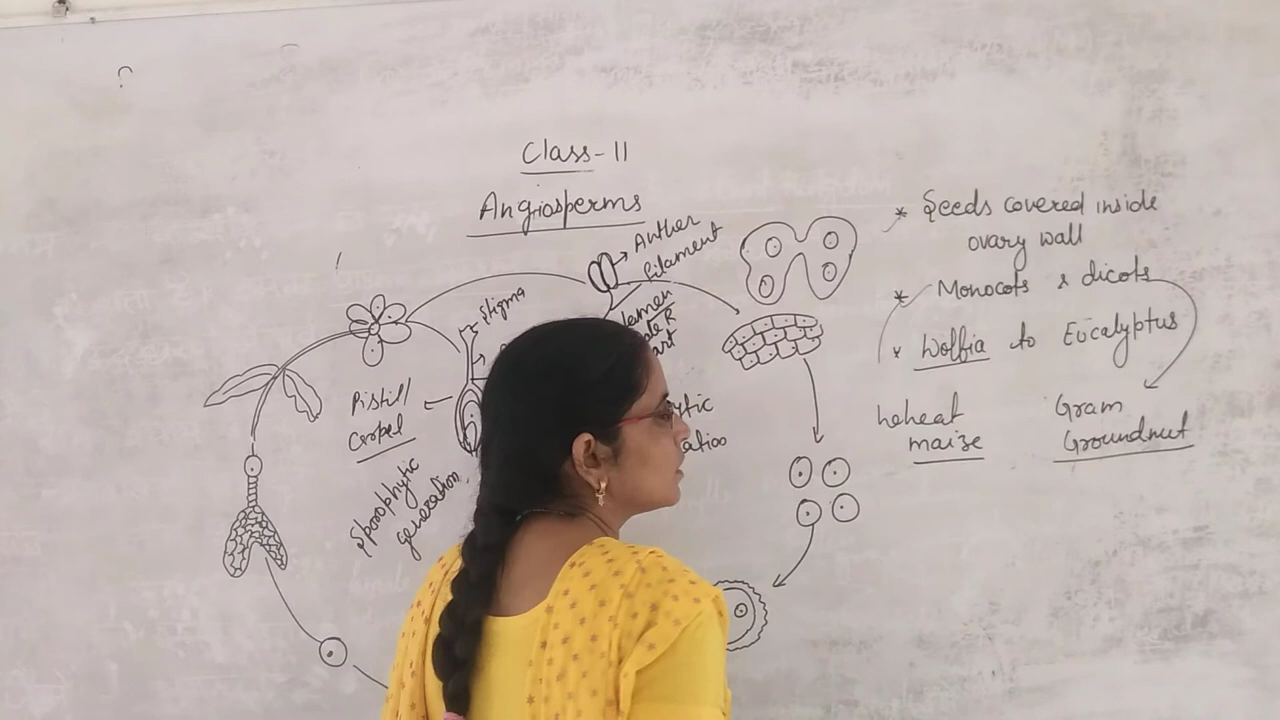 Class-11
Angiosperms
Anther
filament
Stigma
Pistil/
Carpel
Sporophytic
generation
* Seeds covered inside
ovary wall
* Monocots & dicots
* Wolffia to Eucalyptus
wheat
maize
Gram
Groundnut